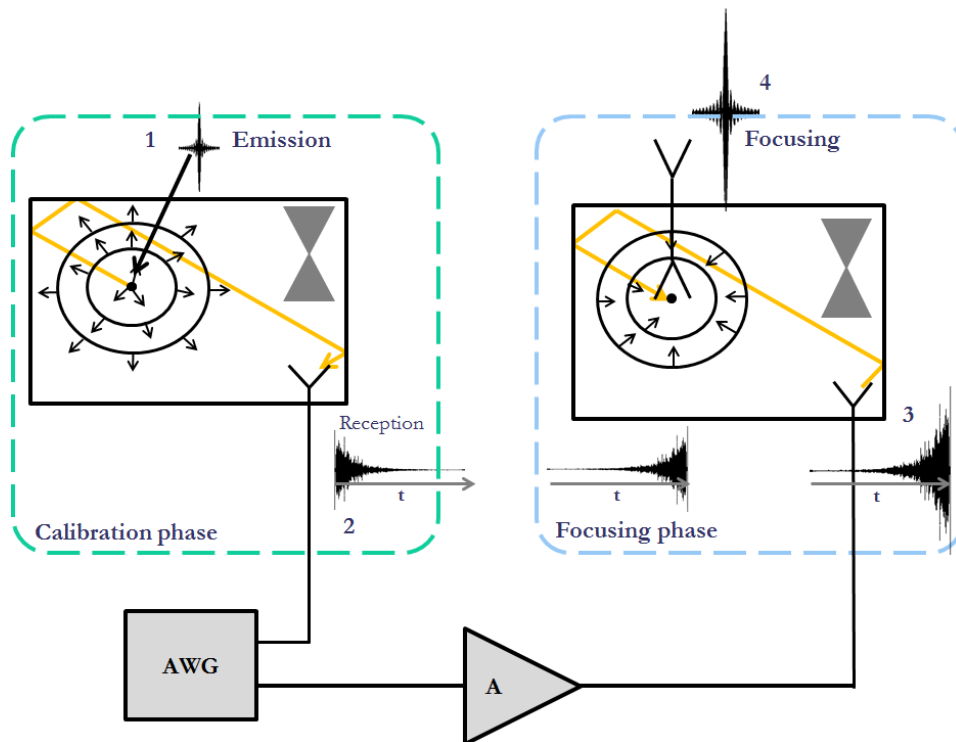 1
Emission
Reception
t
2
Calibration phase
4
Focusing
3
t
t
Focusing phase
AWG
A